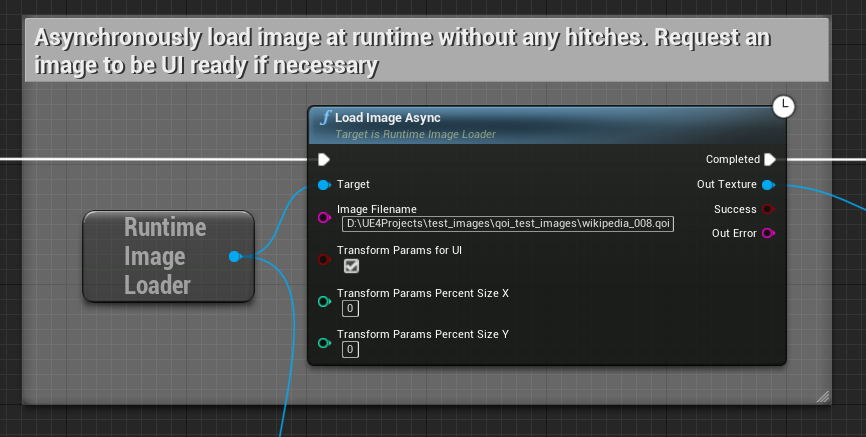 Asynchronously load image at runtime without any hitches. Request an
image to be UI ready if necessary
f Load Image Async
Target is Runtime Image Loader
Completed
Target
Out Texture
Image Filename
D:\UE4Projects\test_images\qoi_test_images\wikipedia_008.qoi
Success
Out Error
Transform Params for UI
Transform Params Percent Size X
0
Transform Params Percent Size Y
0
Runtime
Image
Loader